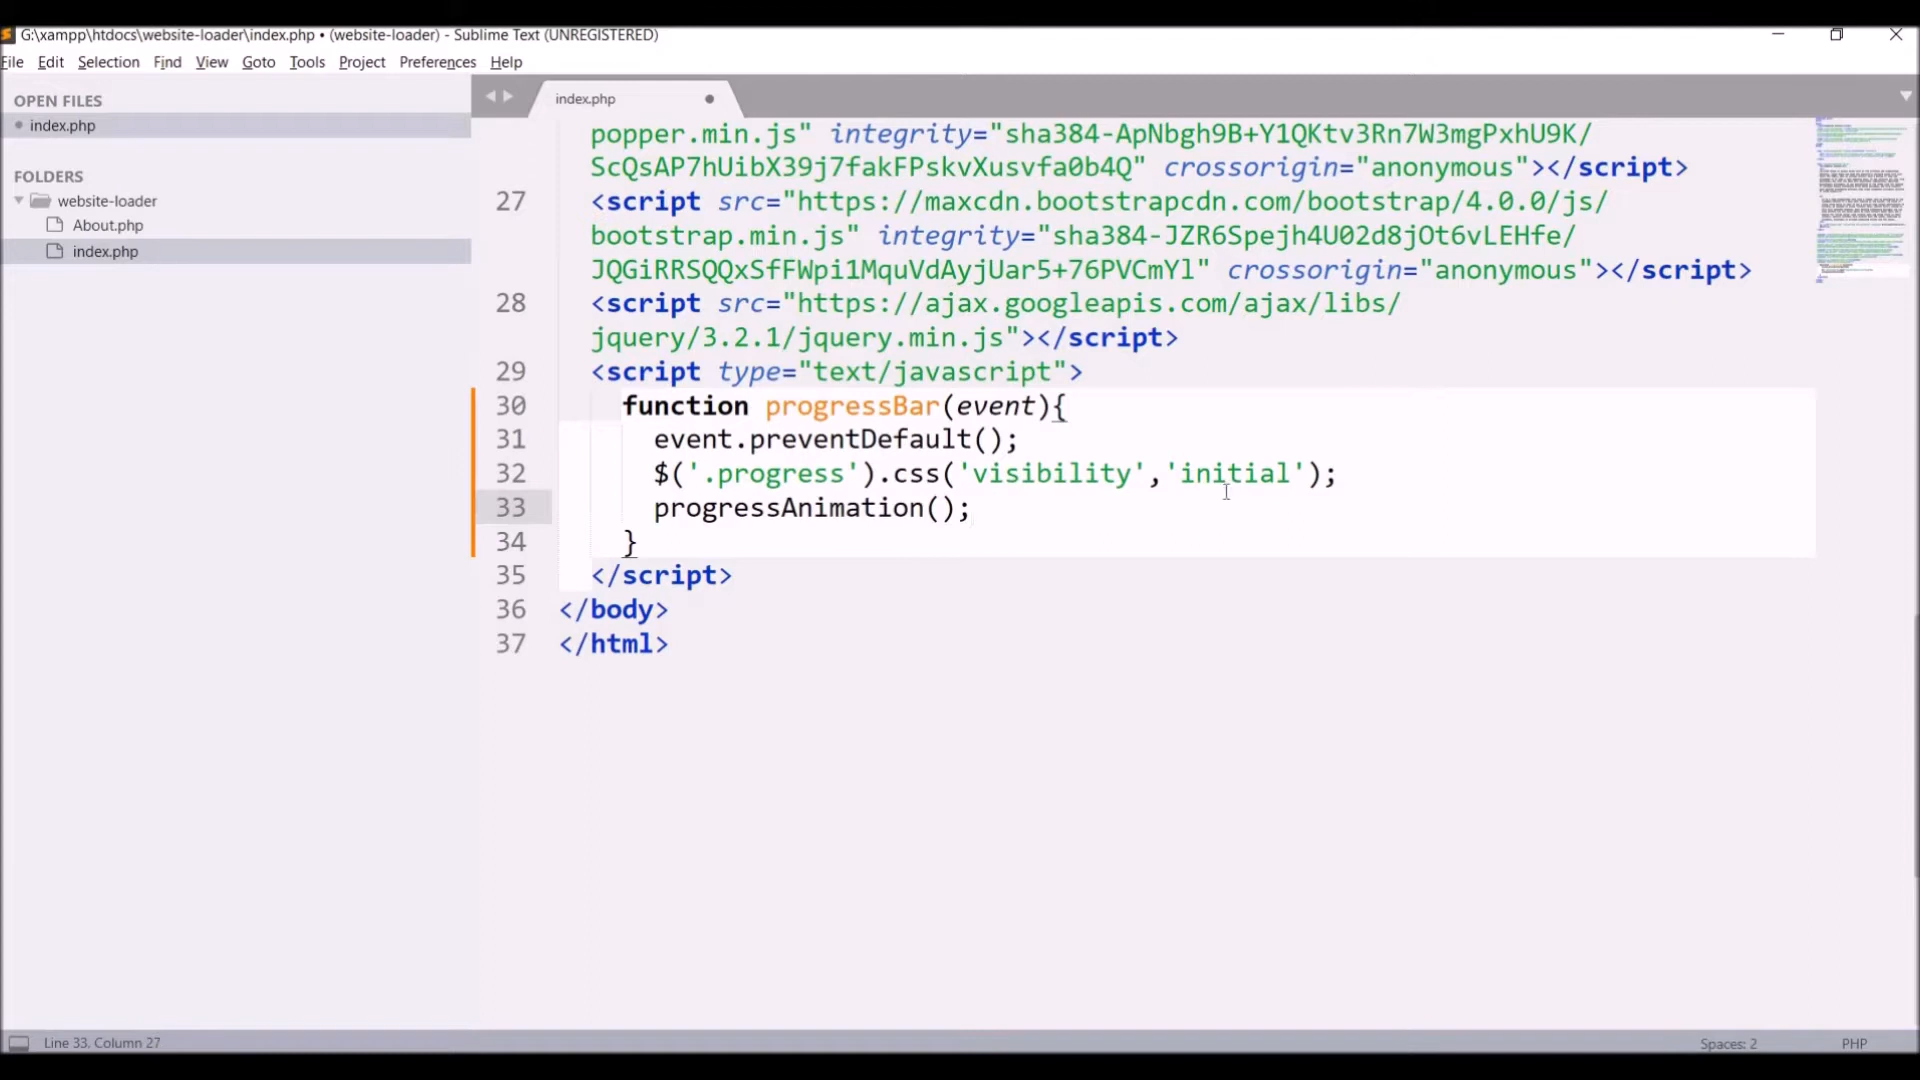 G:\xampp\htdocs\website-loader\index.php • (website-loader) - Sublime Text (UNREGISTERED)
File Edit Selection Find View Goto Tools Project Preferences Help
OPEN FILES
index.php
FOLDERS
website-loader
About.php
index.php
index.php
popper.min.js" integrity="sha384-ApNbgh9B+Y1QKtv3Rn7W3mgPxhU9K/
ScQsAP7hUibX39j7fakFPskvXusvfa0b4Q" crossorigin="anonymous"></script>
27 <script src="https://maxcdn.bootstrapcdn.com/bootstrap/4.0.0/js/
bootstrap.min.js" integrity="sha384-JZR6Spejh4U02d8jOt6vLEHfe/
JQGiRRSQQxSfFWpi1MquVdAyjUar5+76PVCmYl" crossorigin="anonymous"></script>
28 <script src="https://ajax.googleapis.com/ajax/libs/
jquery/3.2.1/jquery.min.js"></script>
29 <script type="text/javascript">
30 function progressBar(event){
31 event.preventDefault();
32 $('.progress').css('visibility','initial');
33 progressAnimation();
34 }
35 </script>
36 </body>
37 </html>
Line 33, Column 27
Spaces: 2
PHP